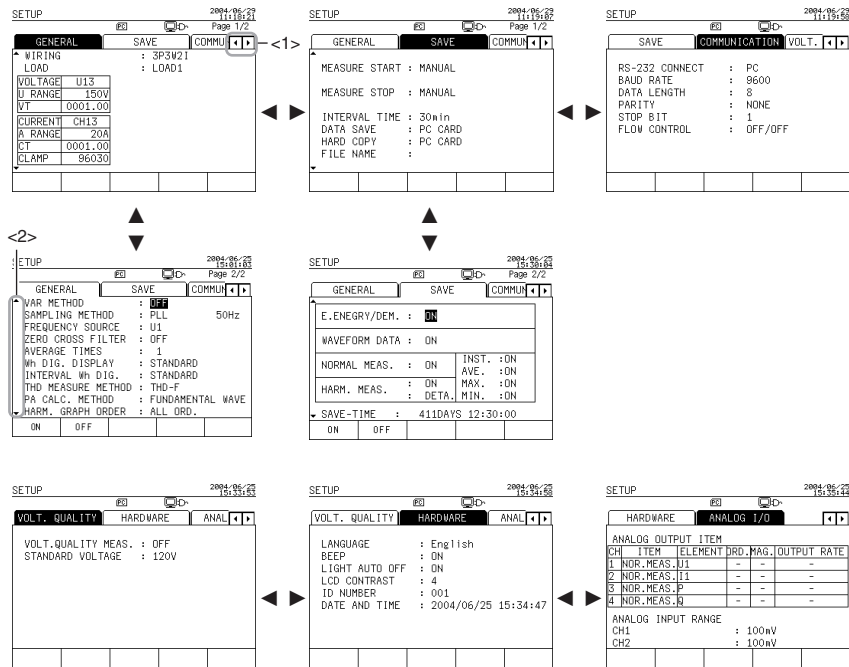 SETUP
2004/06/29
11:18:21
PC
Page 1/2
GENERAL SAVE COMMU
<1>
WIRING : 3P3W2I
LOAD : LOAD1
VOLTAGE U13
U RANGE 150V
VT 0001.00
CURRENT CH13
A RANGE 20A
CT 0001.00
CLAMP 96030
SETUP
2004/06/29
11:19:07
PC
Page 1/2
GENERAL SAVE COMMUN
MEASURE START : MANUAL
MEASURE STOP : MANUAL
INTERVAL TIME : 30min
DATA SAVE : PC CARD
HARD COPY : PC CARD
FILE NAME :
SETUP
2004/06/29
PC
SAVE COMMUNICATION VOLT.
RS-232 CONNECT : PC
BAUD RATE : 9600
DATA LENGTH : 8
PARITY : NONE
STOP BIT : 1
FLOW CONTROL : OFF/OFF
<2>
ETUP
2004/06/25
15:01:03
PC
Page 2/2
GENERAL SAVE COMMUN
VAR METHOD : OFF
SAMPLING METHOD : PLL 50Hz
FREQUENCY SOURCE : U1
ZERO CROSS FILTER : OFF
AVERAGE TIMES : 1
Wh DIG. DISPLAY : STANDARD
INTERVAL Wh DIG. : STANDARD
THD MEASURE METHOD : THD-F
PA CALC. METHOD : FUNDAMENTAL WAVE
HARM. GRAPH ORDER : ALL ORD.
ON OFF
SETUP
2004/06/25
15:30:04
PC
Page 2/2
GENERAL SAVE COMMUN
E.ENEGRY/DEM. : ON
WAVEFORM DATA : ON
NORMAL MEAS. : ON
INST. :ON
AVE. :ON
HARM. MEAS. : ON
: DETA.
MAX. :ON
MIN. :ON
SAVE-TIME : 411DAYS 12:30:00
ON OFF
SETUP
2004/06/25
15:33:53
PC
VOLT. QUALITY HARDWARE ANAL
VOLT.QUALITY MEAS. : OFF
STANDARD VOLTAGE : 120V
SETUP
2004/06/25
15:34:58
PC
VOLT. QUALITY HARDWARE ANAL
LANGUAGE : English
BEEP : ON
LIGHT AUTO OFF : ON
LCD CONTRAST : 4
ID NUMBER : 001
DATE AND TIME : 2004/06/25 15:34:47
SETUP
2004/06/25
15:35:44
PC
HARDWARE ANALOG I/O
ANALOG OUTPUT ITEM
CH ITEM ELEMENT ORD. MAG. OUTPUT RATE
1 NOR.MEAS. U1 - - -
2 NOR.MEAS. I1 - - -
3 NOR.MEAS. P - - -
4 NOR.MEAS. Q - - -
ANALOG INPUT RANGE
CH1 : 100mV
CH2 : 100mV